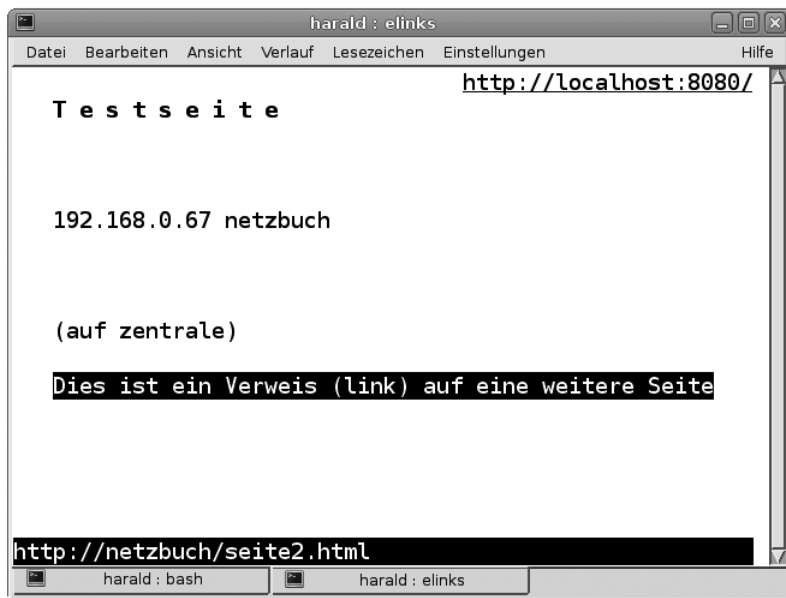 harald : elinks
Datei Bearbeiten Ansicht Verlauf Lesezeichen Einstellungen Hilfe
http://localhost:8080/
T e s t s e i t e
192.168.0.67 netzbuch
(auf zentrale)
Dies ist ein Verweis (link) auf eine weitere Seite
http://netzbuch/seite2.html
harald : bash harald : elinks